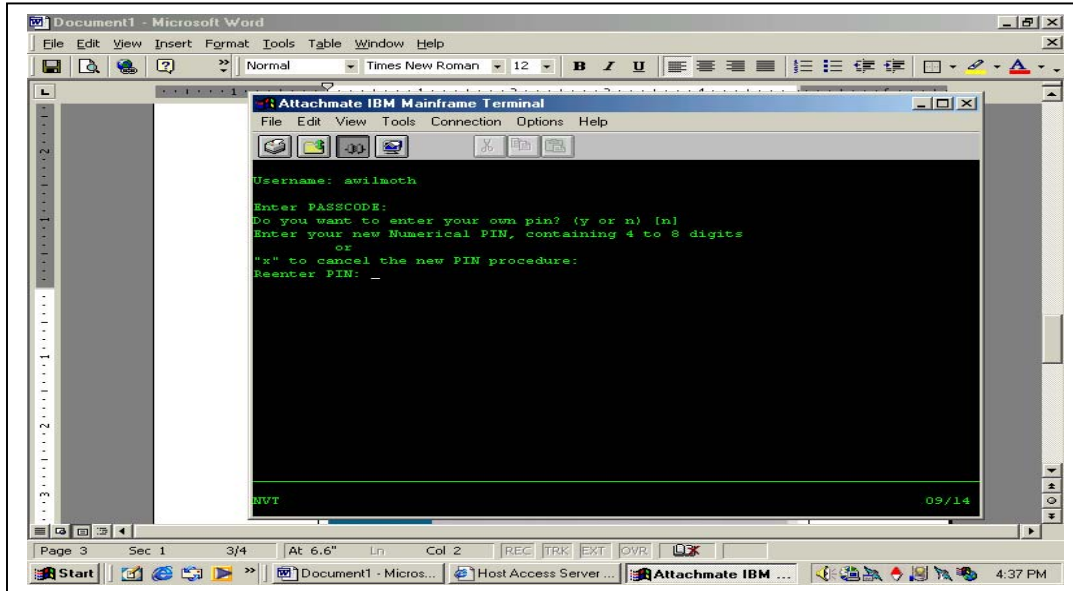 Document1 - Microsoft Word
File Edit View Insert Format Tools Table Window Help
Normal Times New Roman 12 B I U
Attachmate IBM Mainframe Terminal
File Edit View Tools Connection Options Help
Username: awilmoth
Enter PASSCODE:
Do you want to enter your own pin? (y or n) [n]
Enter your new Numerical PIN, containing 4 to 8 digits
or
"x" to cancel the new PIN procedure:
Reenter PIN: _
NVT 09/14
Page 3 Sec 1 3/4 At 6.6" Ln Col 2 REC TRK EXT OVR
Start Document1 - Micros... Host Access Server ... Attachmate IBM ... 4:37 PM